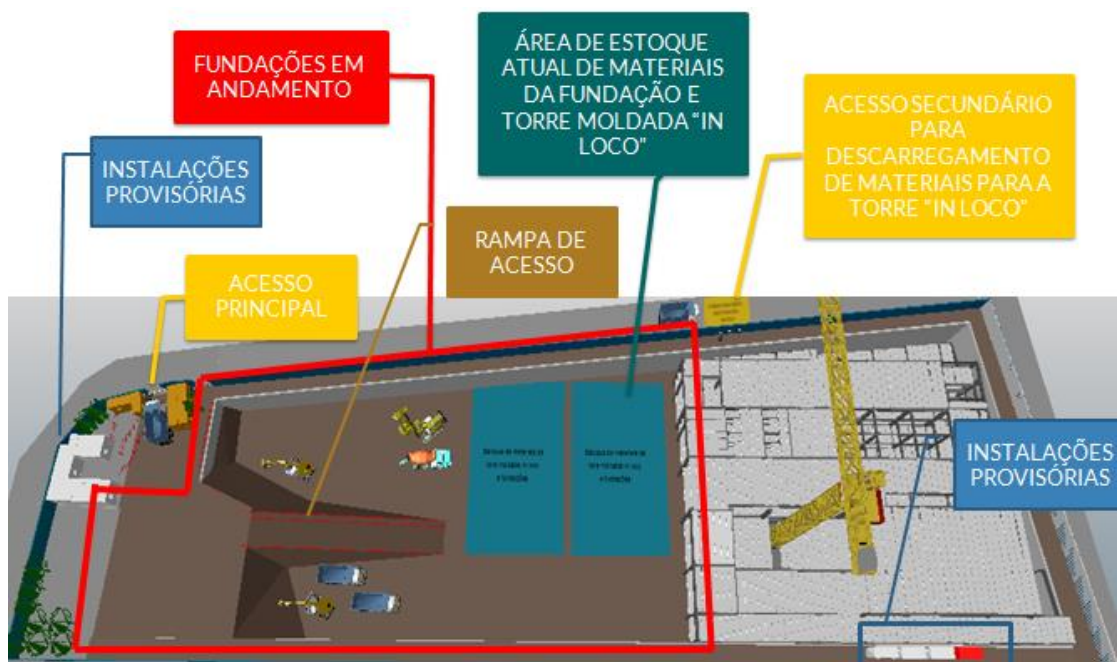 FUNDAÇÕES EM
ANDAMENTO
ÁREA DE ESTOQUE
ATUAL DE MATERIAIS
DA FUNDAÇÃO E
TORRE MOLDADA “IN
LOCO”
ACESSO SECUNDÁRIO
PARA
DESCARREGAMENTO
DE MATERIAIS PARA A
TORRE “IN LOCO”
INSTALAÇÕES
PROVISÓRIAS
RAMPA DE
ACESSO
ACESSO
PRINCIPAL
INSTALAÇÕES
PROVISÓRIAS